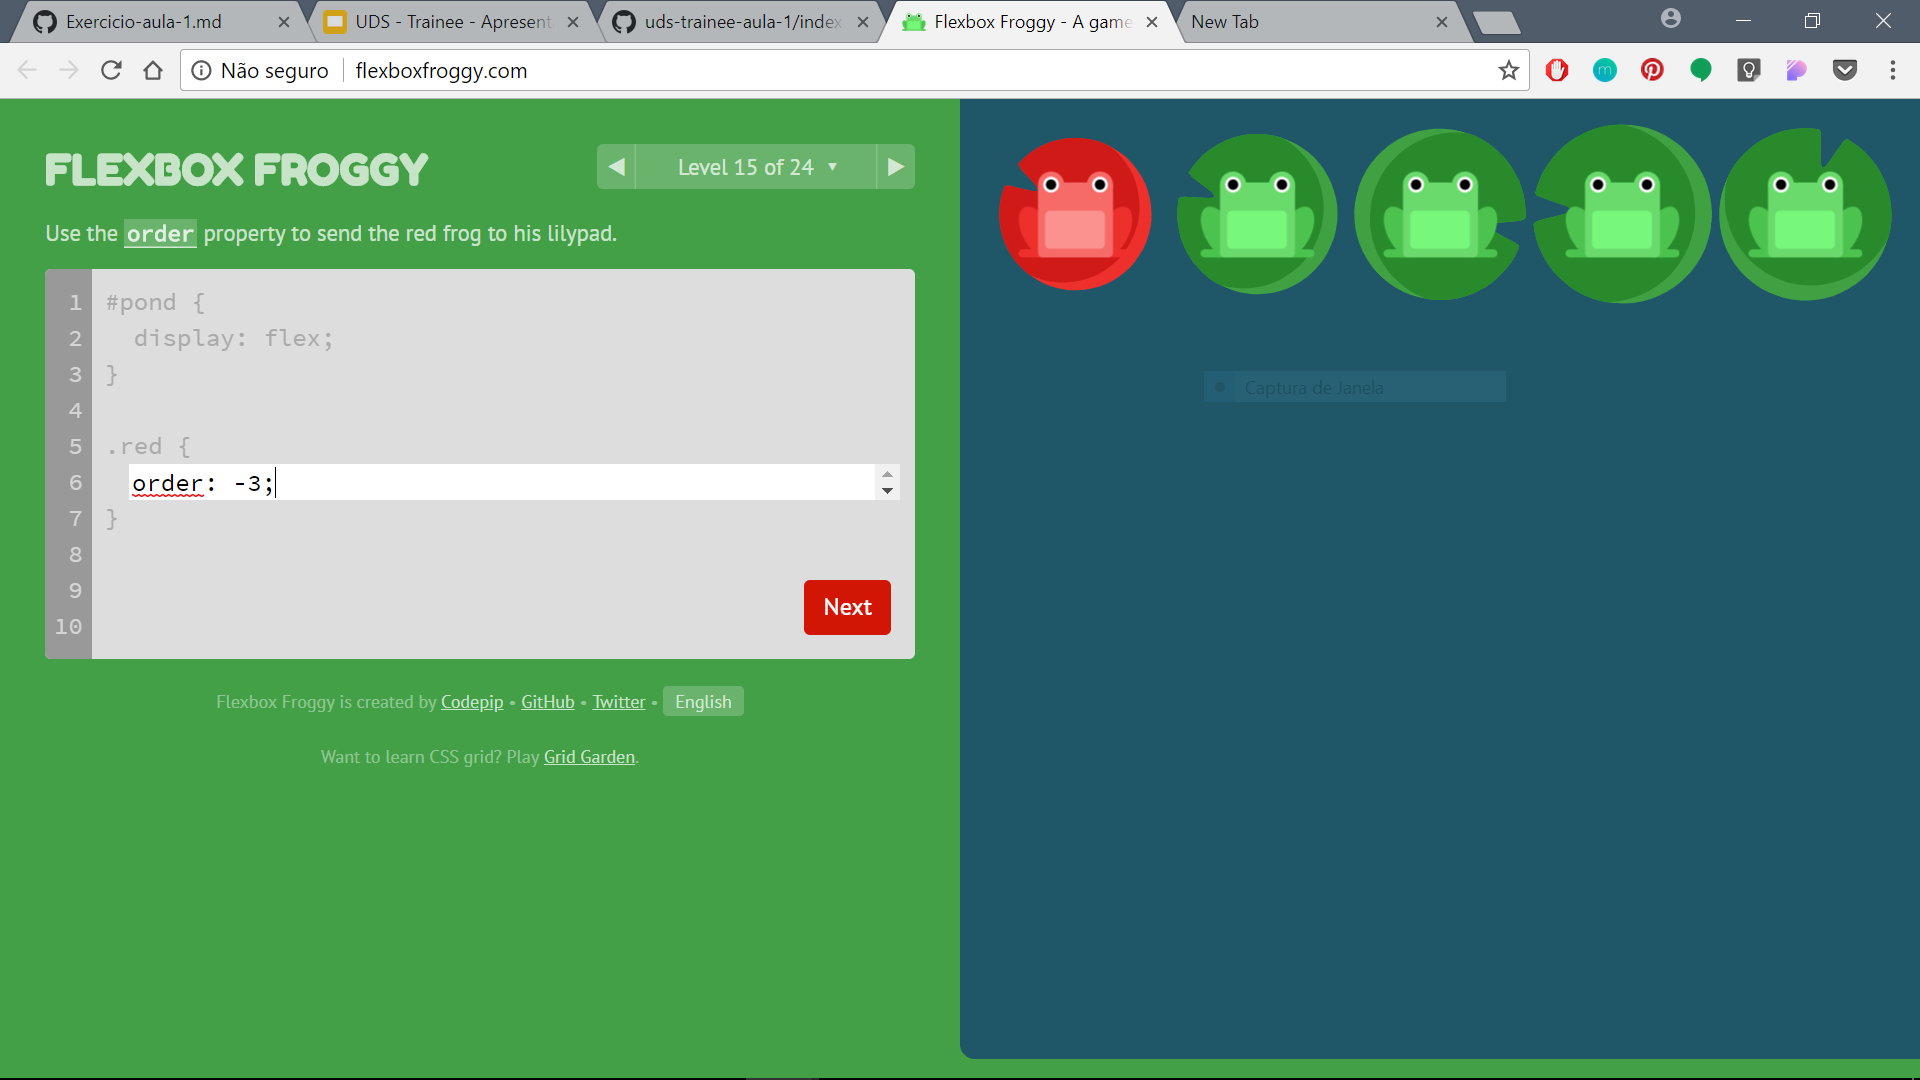 Exercicio-aula-1.md
UDS - Trainee - Apresent
uds-trainee-aula-1/index
Flexbox Froggy - A game
New Tab
Não seguro
flexboxfroggy.com
m
FLEXBOX FROGGY
Level 15 of 24
Use the order property to send the red frog to his lilypad.
1 #pond {
2 display: flex;
3 }
4
5 .red {
6 order: -3;
7 }
8
9
10
Next
Flexbox Froggy is created by Codepip • GitHub • Twitter • English
Want to learn CSS grid? Play Grid Garden.
Captura de Janela